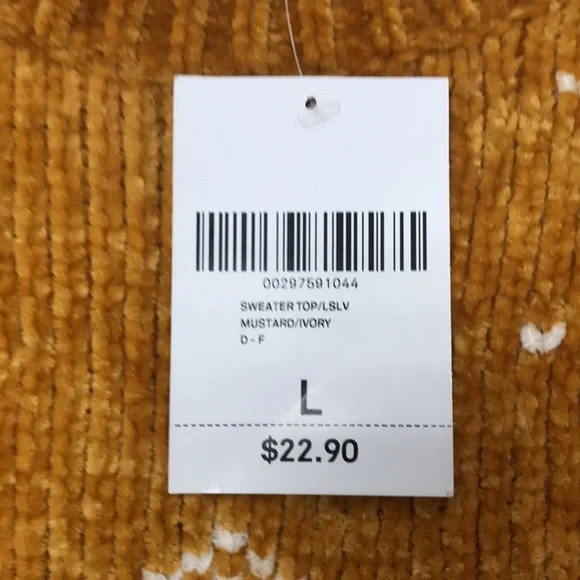 00297591044
SWEATER TOP/LSLV
MUSTARD/IVORY
D - F
L
$22.90